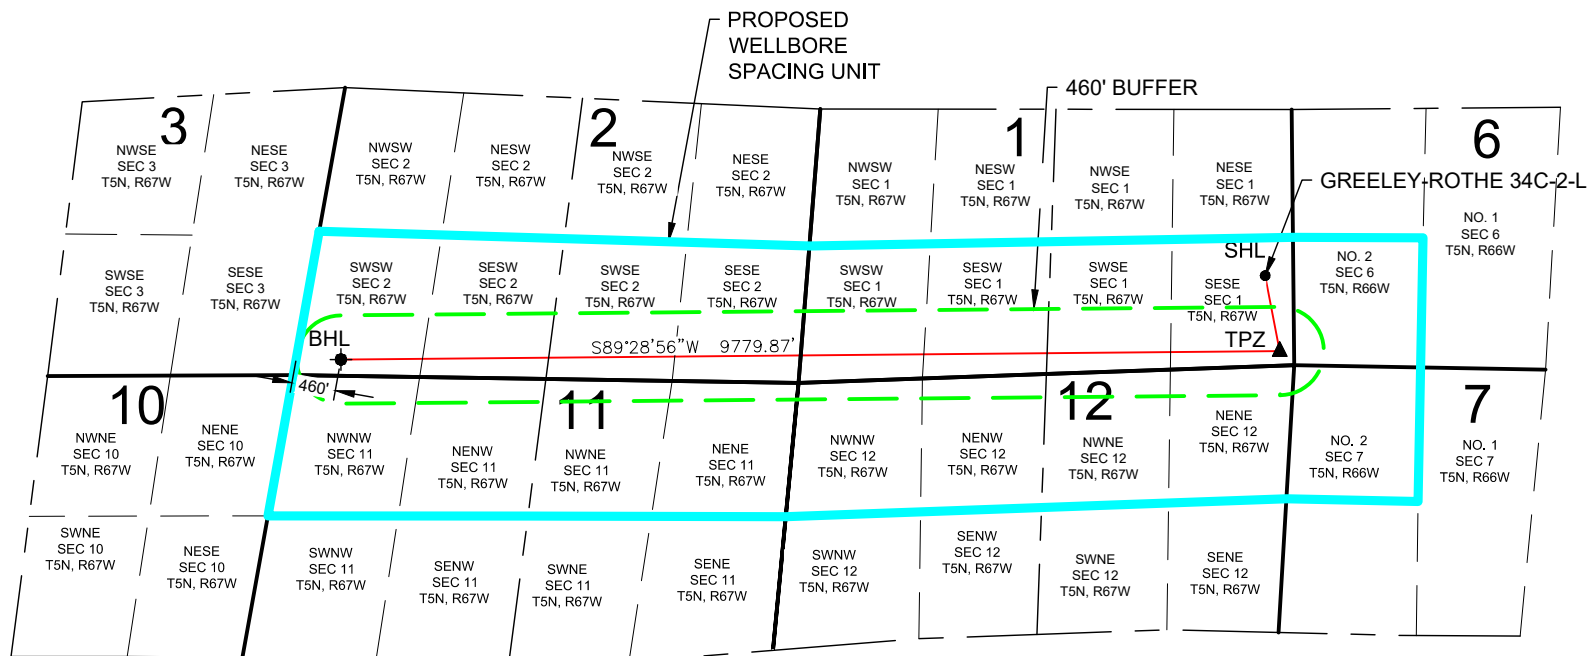 PROPOSED
WELLBORE
SPACING UNIT
460' BUFFER
3
2
1
6
NWSE
SEC 3
T5N, R67W
NESE
SEC 3
T5N, R67W
NWSW
SEC 2
T5N, R67W
NESW
SEC 2
T5N, R67W
NWSE
SEC 2
T5N, R67W
NESE
SEC 2
T5N, R67W
NWSW
SEC 1
T5N, R67W
NESW
SEC 1
T5N, R67W
NWSE
SEC 1
T5N, R67W
NESE
SEC 1
T5N, R67W
GREELEY-ROTHE 34C-2-L
NO. 1
SEC 6
T5N, R66W
SWSE
SEC 3
T5N, R67W
SESE
SEC 3
T5N, R67W
SWSW
SEC 2
T5N, R67W
SESW
SEC 2
T5N, R67W
SWSE
SEC 2
T5N, R67W
SESE
SEC 2
T5N, R67W
SWSW
SEC 1
T5N, R67W
SESW
SEC 1
T5N, R67W
SWSE
SEC 1
T5N, R67W
SHL
SESE
SEC 1
T5N, R67W
NO. 2
SEC 6
T5N, R66W
BHL
S89°28'56"W 9779.87'
TPZ
460'
10
11
12
7
NWNE
SEC 10
T5N, R67W
NENE
SEC 10
T5N, R67W
NWNW
SEC 11
T5N, R67W
NENW
SEC 11
T5N, R67W
NWNE
SEC 11
T5N, R67W
NENE
SEC 11
T5N, R67W
NWNW
SEC 12
T5N, R67W
NENW
SEC 12
T5N, R67W
NWNE
SEC 12
T5N, R67W
NENE
SEC 12
T5N, R67W
NO. 2
SEC 7
T5N, R66W
NO. 1
SEC 7
T5N, R66W
SWNE
SEC 10
T5N, R67W
NESE
SEC 10
T5N, R67W
SWNW
SEC 11
T5N, R67W
SENW
SEC 11
T5N, R67W
SWNE
SEC 11
T5N, R67W
SENE
SEC 11
T5N, R67W
SWNW
SEC 12
T5N, R67W
SENW
SEC 12
T5N, R67W
SWNE
SEC 12
T5N, R67W
SENE
SEC 12
T5N, R67W